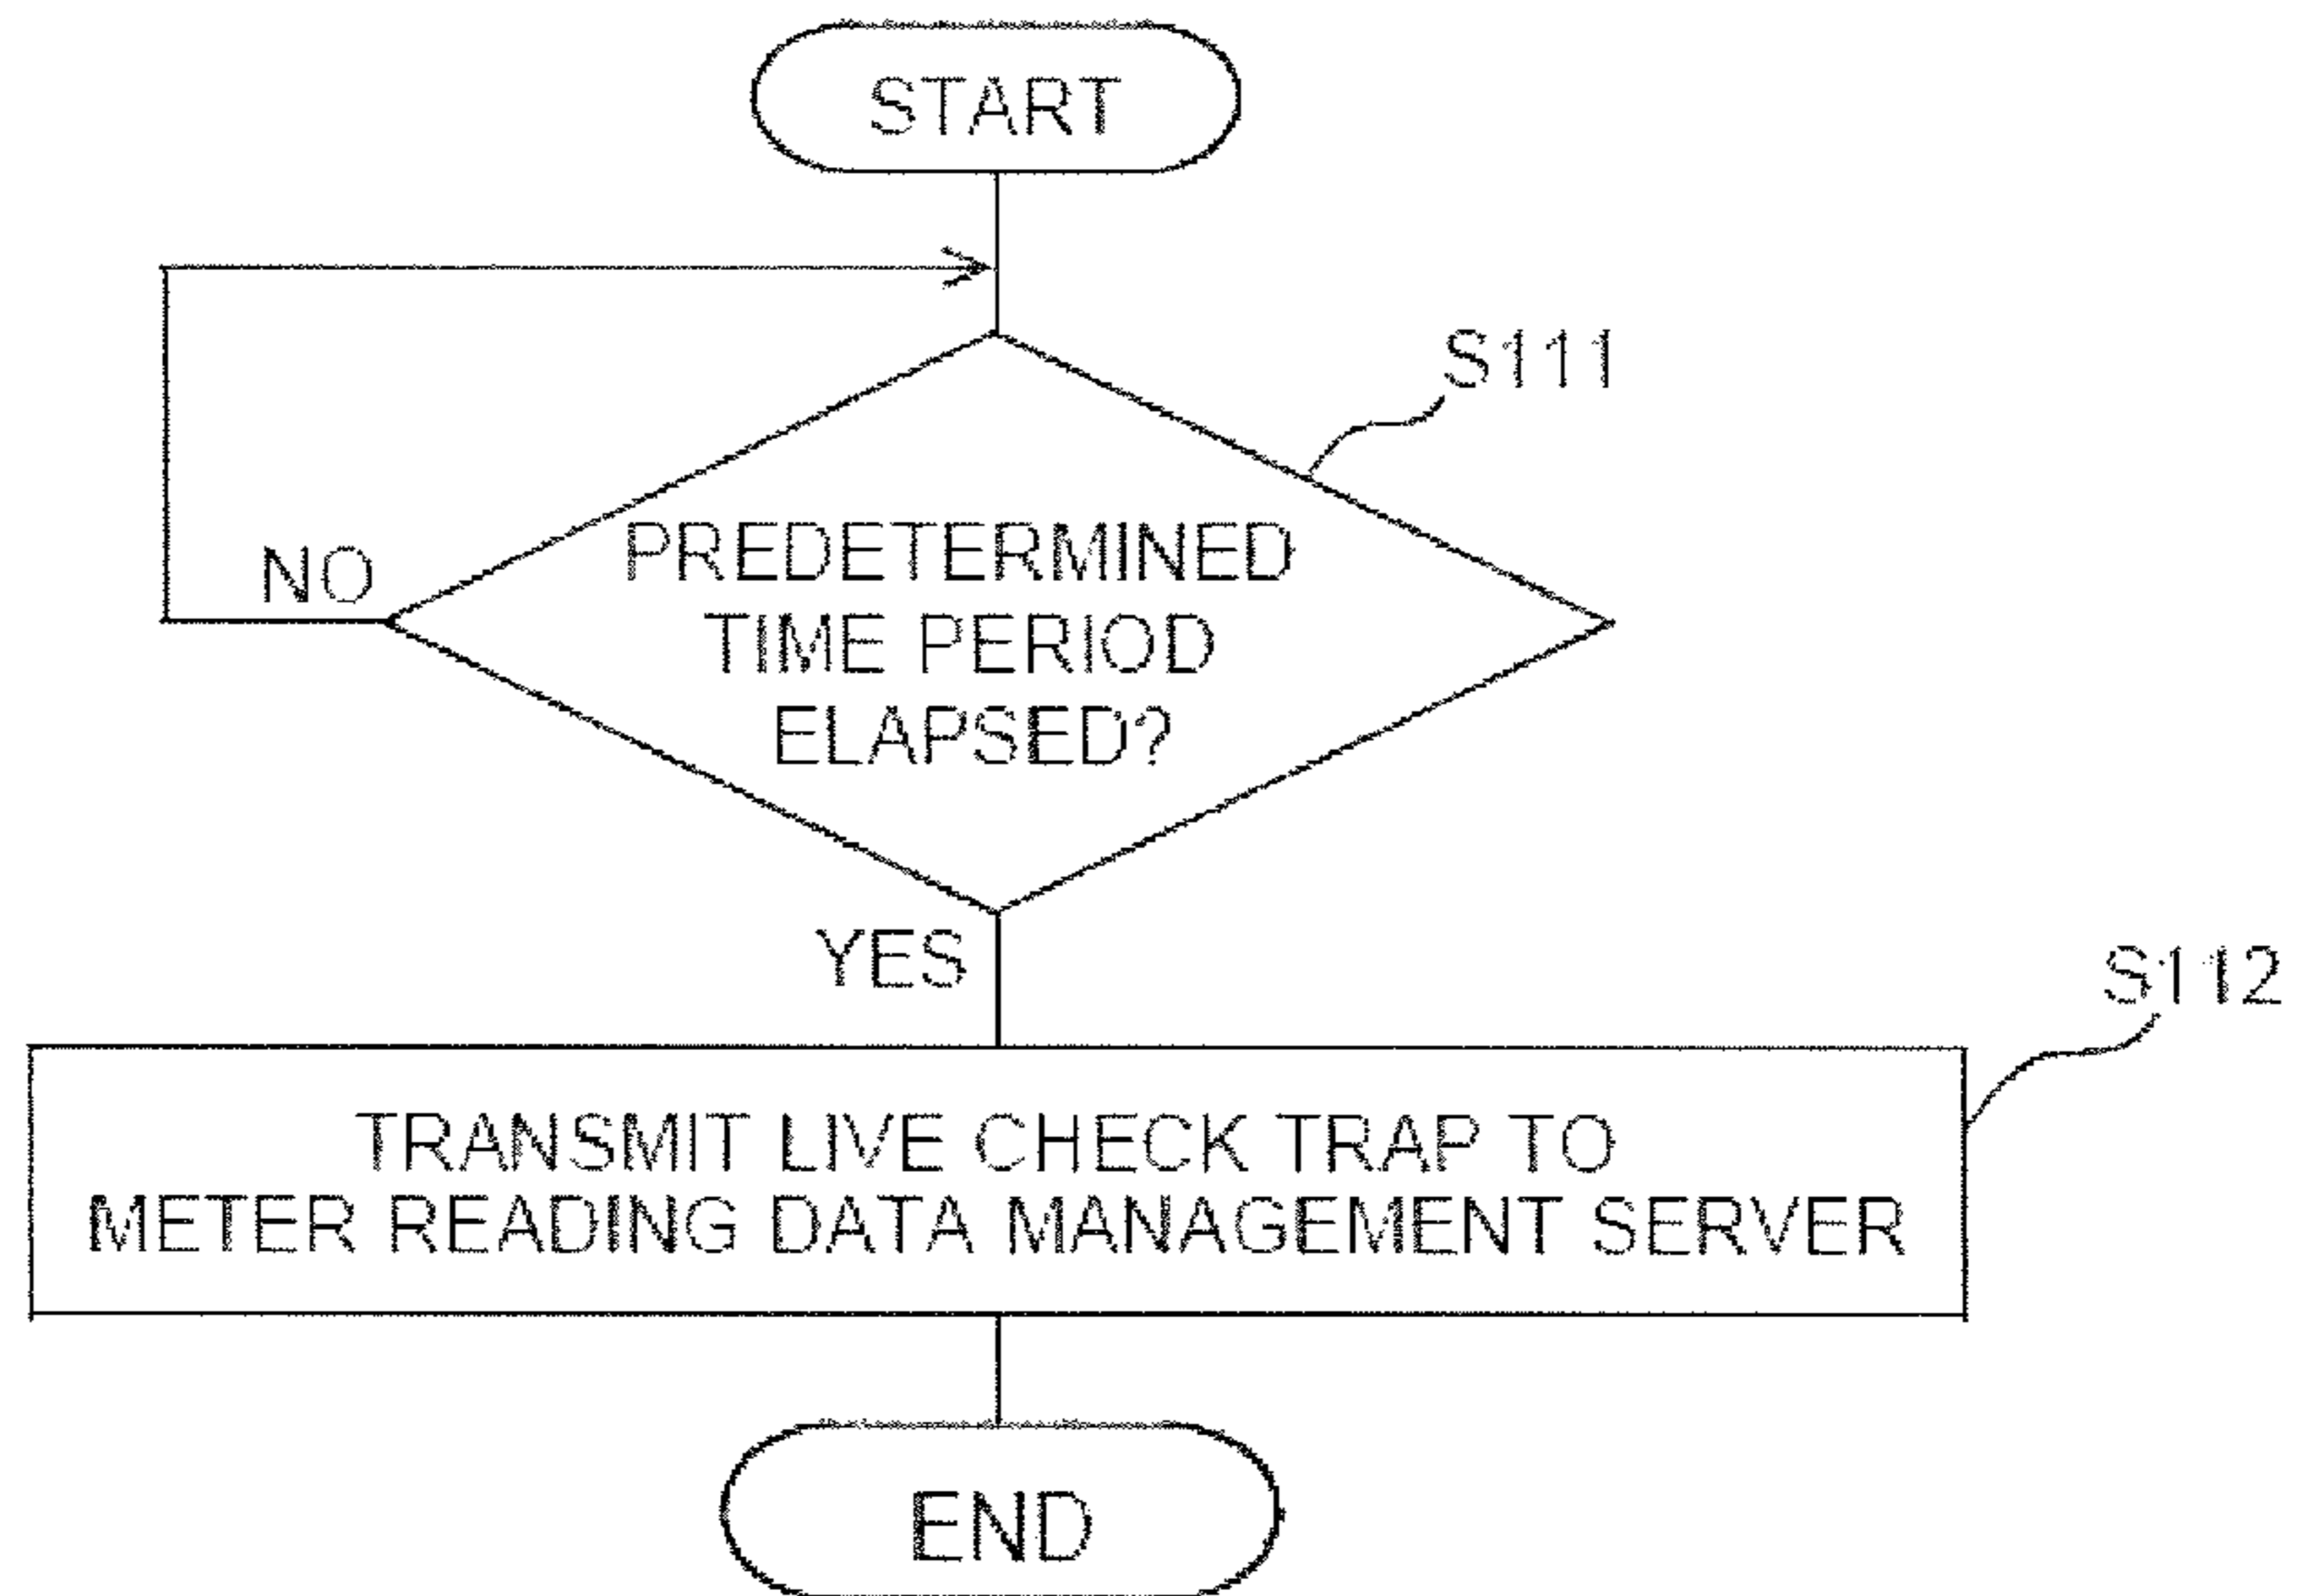 START
S111
PREDETERMINED
NO
TIME PERIOD
ELAPSED?
YES
S112
TRANSMIT LIVE CHECK TRAP TO
METER READING DATA MANAGEMENT SERVER
END